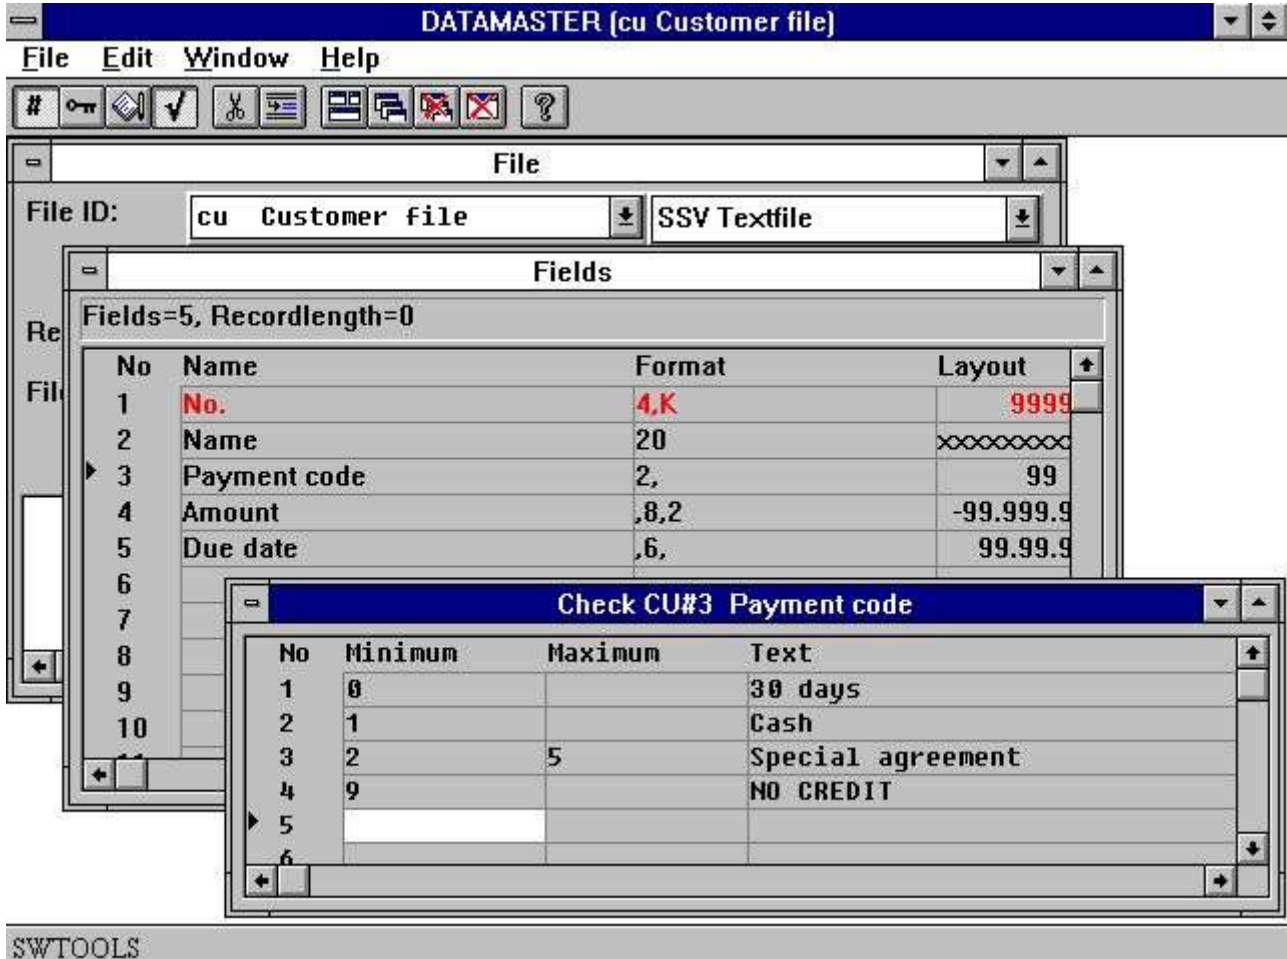 DATAMASTER (cu Customer file)
File Edit Window Help
#
File
File ID: cu Customer file SSV Textfile
Fields
Fields=5, Recordlength=0
No Name Format Layout
1 No. 4,K 9999
2 Name 20 xxxxxxxxx
3 Payment code 2, 99
4 Amount ,8,2 -99.999.9
5 Due date ,6, 99.99.9
6
7
8
9
10
Check CU#3 Payment code
No Minimum Maximum Text
1 0 30 days
2 1 Cash
3 2 5 Special agreement
4 9 NO CREDIT
5
6
SWTOOLS